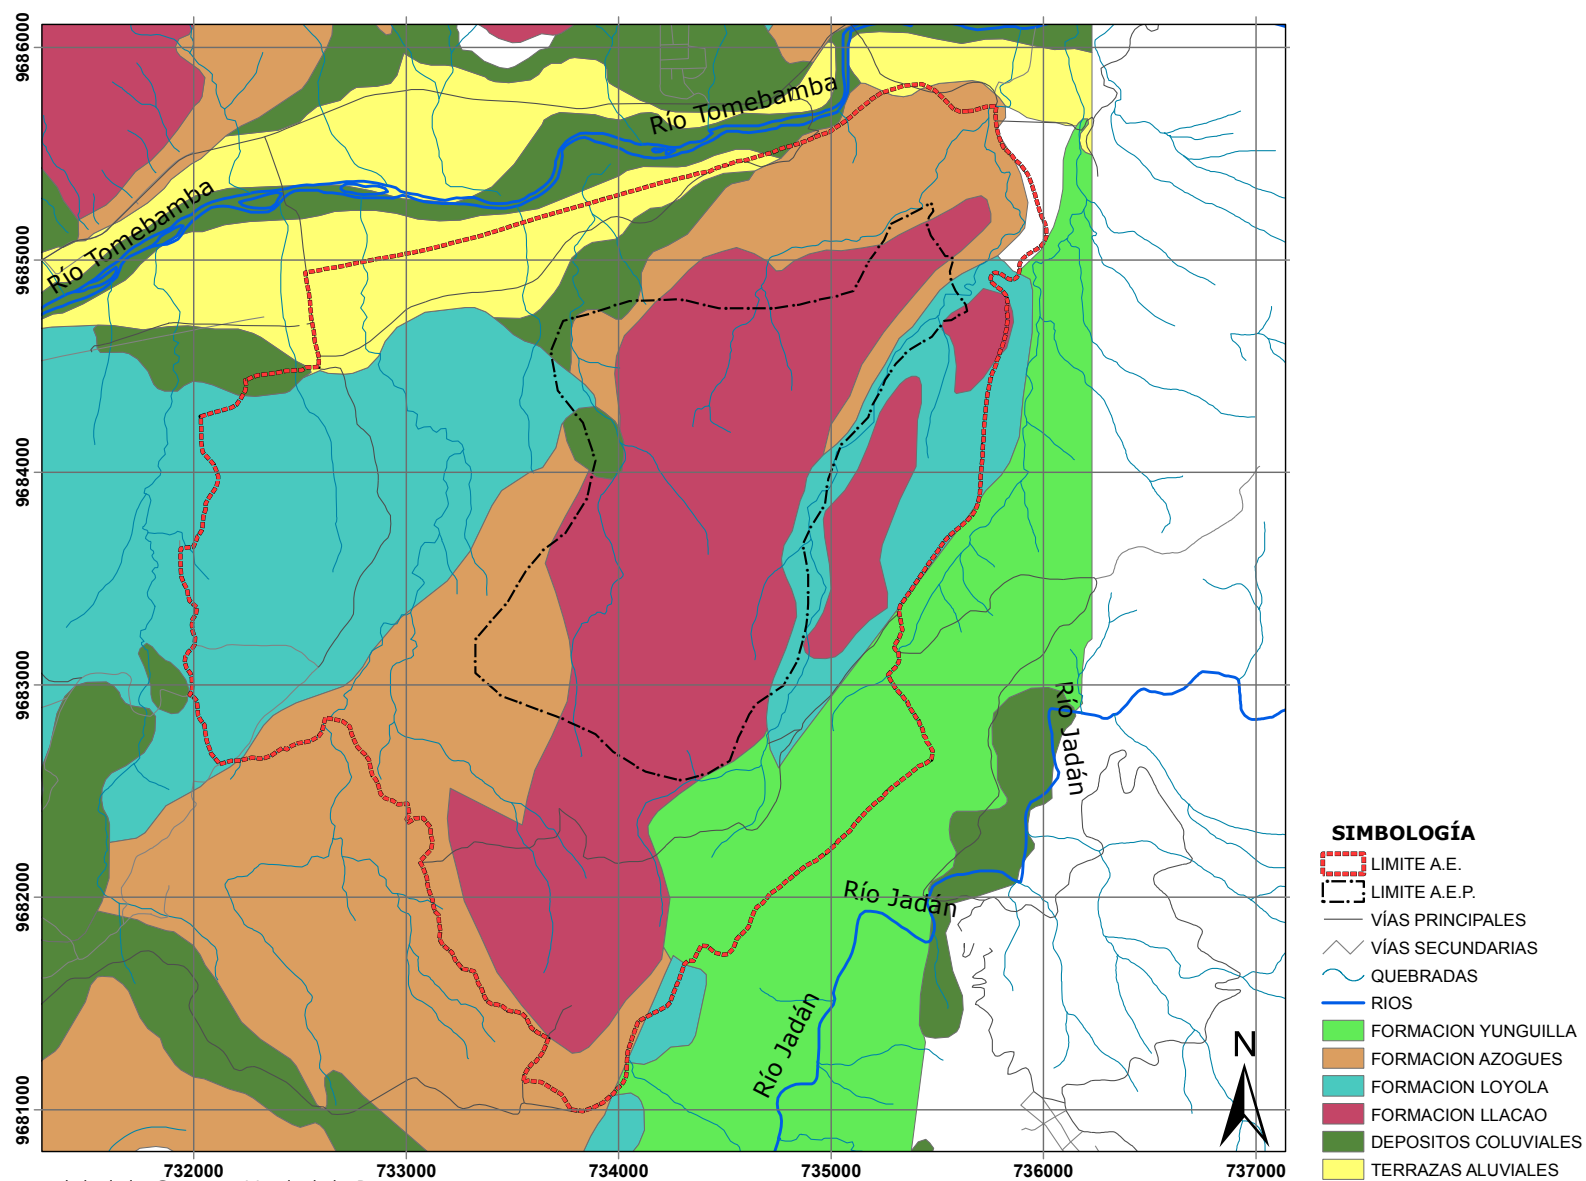 9686000
9685000
9684000
9683000
9682000
9681000
732000
733000
734000
735000
736000
737000
Río Tomebamba
Río Tomebamba
Río Jadán
Río Jadán
Río Jadán
SIMBOLOGÍA
LIMITE A.E.
LIMITE A.E.P.
VÍAS PRINCIPALES
VÍAS SECUNDARIAS
QUEBRADAS
RIOS
FORMACION YUNGUILLA
FORMACION AZOGUES
FORMACION LOYOLA
FORMACION LLACAO
DEPOSITOS COLUVIALES
TERRAZAS ALUVIALES
N